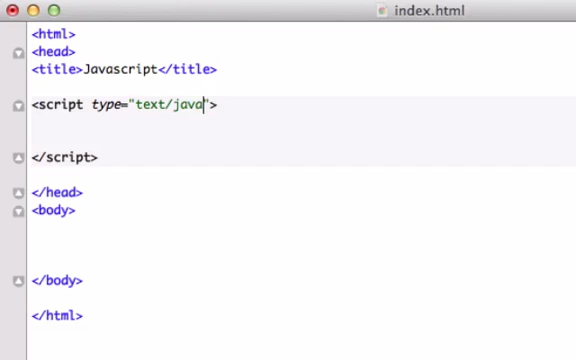 index.html
<html>
<head>
<title>Javascript</title>
<script type="text/java">
</script>
</head>
<body>
</body>
</html>